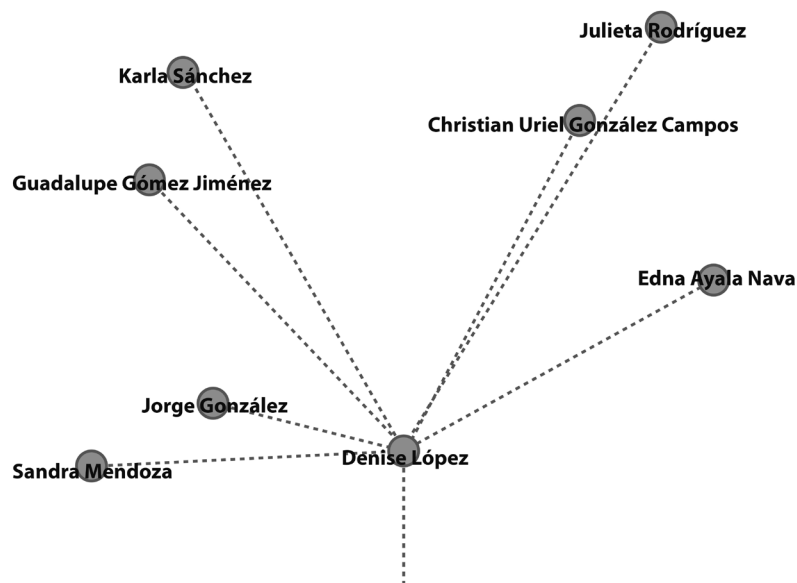 Julieta Rodríguez
Karla Sánchez
Christian Uriel González Campos
Guadalupe Gómez Jiménez
Edna Ayala Nava
Jorge González
Denise López
Sandra Mendoza